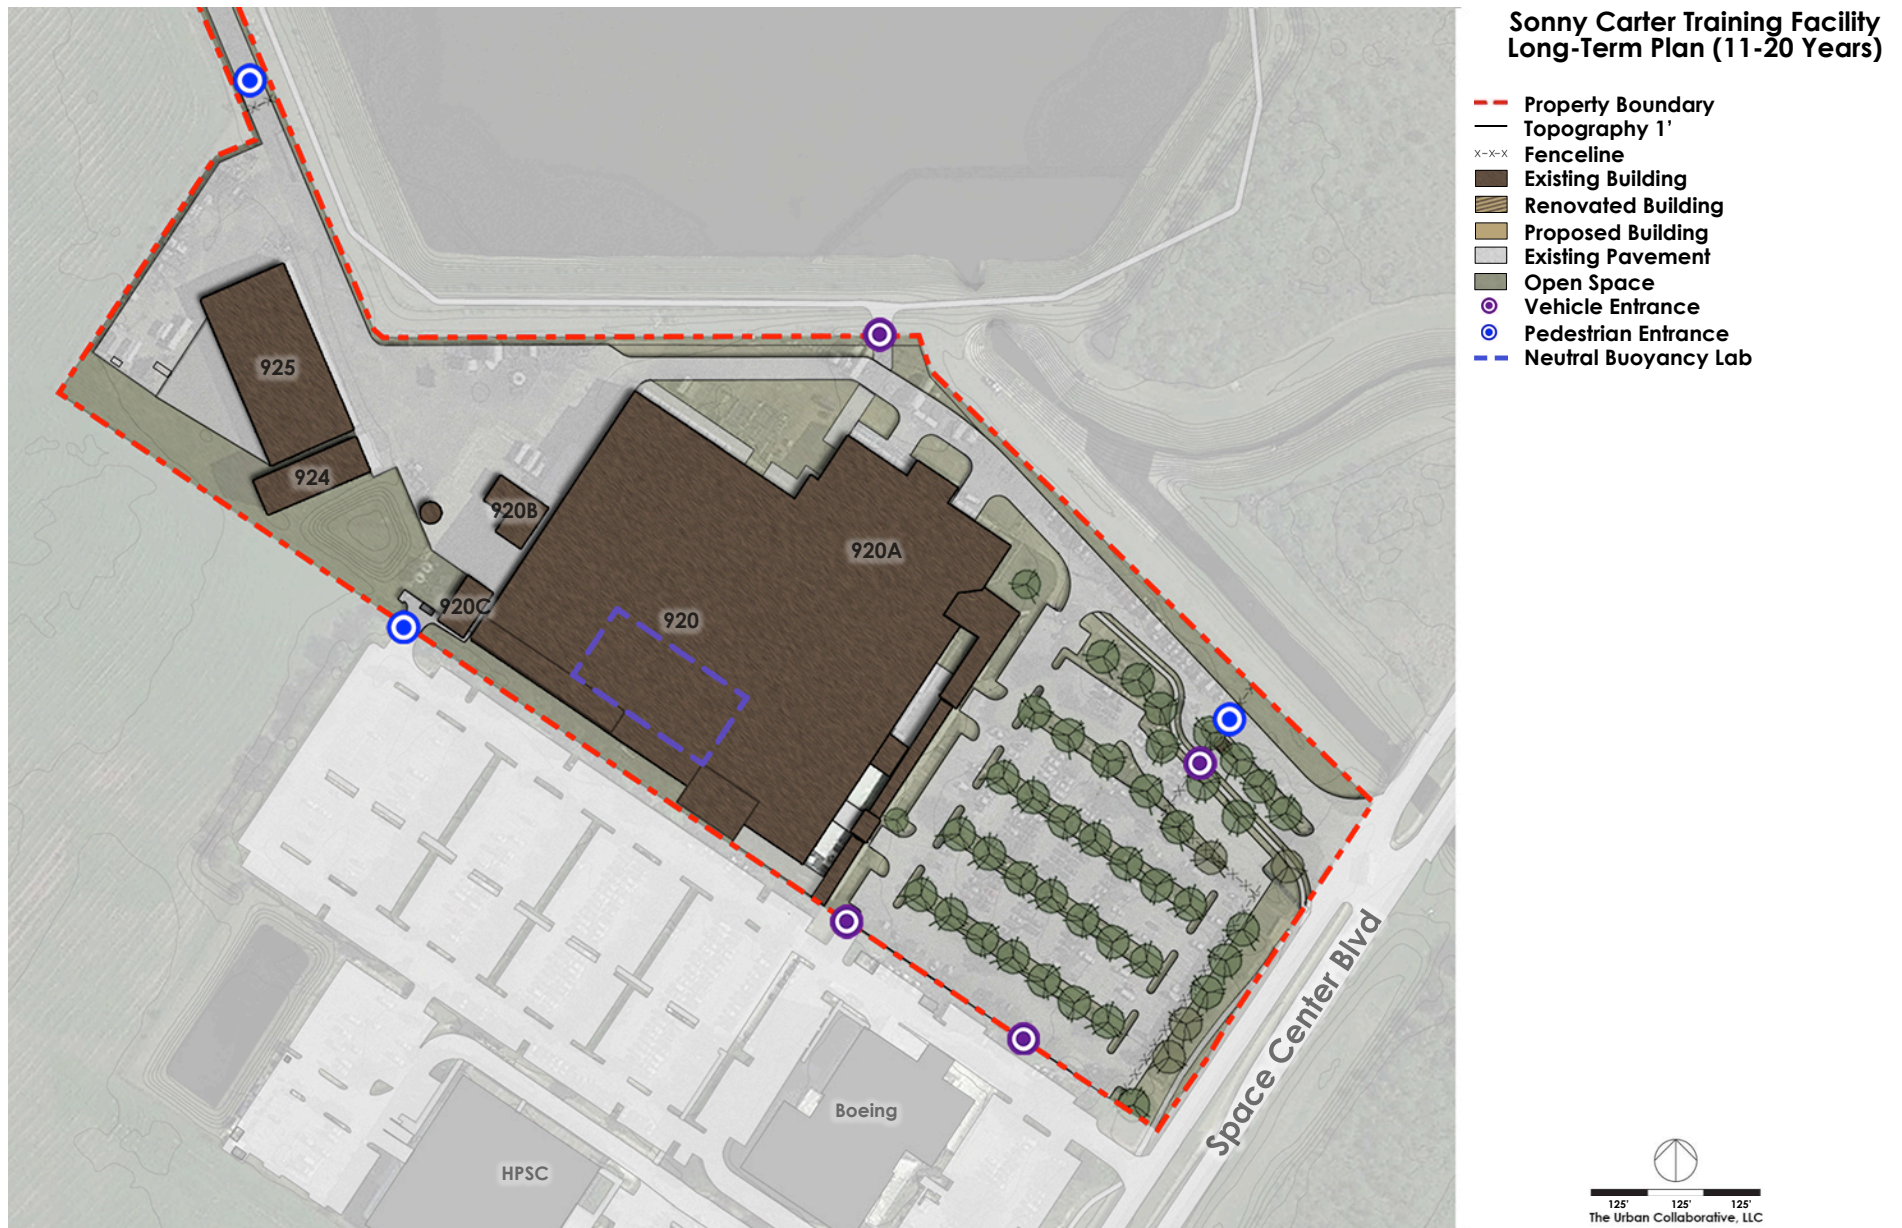 Sonny Carter Training Facility
Long-Term Plan (11-20 Years)
Property Boundary
Topography 1’
x-x-x Fenceline
Existing Building
Renovated Building
Proposed Building
Existing Pavement
Open Space
Vehicle Entrance
Pedestrian Entrance
Neutral Buoyancy Lab
925
924
920B
920A
920C
920
Space Center Blvd
Boeing
HPSC
125' 125' 125'
The Urban Collaborative, LLC